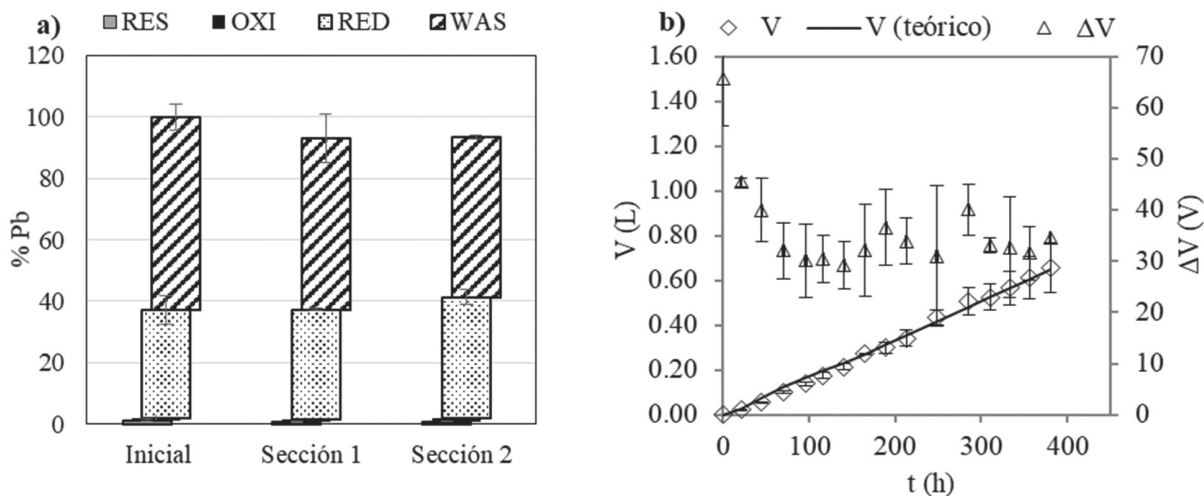 a)
RES OXI RED WAS
120
100
80
60
40
20
0
% Pb
Inicial Sección 1 Sección 2
b)
V V (teórico) ΔV
1.60
1.40
1.20
1.00
0.80
0.60
0.40
0.20
0.00
V (L)
70
60
50
40
30
20
10
0
ΔV (V)
0 100 200 300 400
t (h)